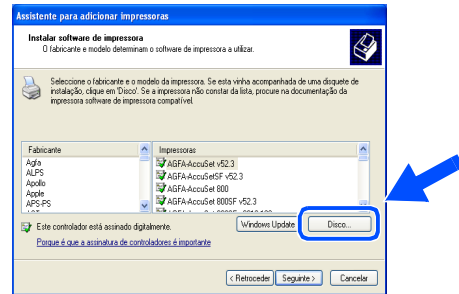 Assistente para adicionar impressoras
Instalar software de impressora
O fabricante e modelo determinam o software de impressora a utilizar.
Seleccione o fabricante e o modelo da impressora. Se esta vinha acompanhada de uma disquete de
instalação, clique em 'Disco'. Se a impressora não constar da lista, procure na documentação da
impressora software de impressora compatível.
Fabricante
Agfa
ALPS
Apollo
Apple
APS-PS
Impressoras
AGFA-AccuSet v52.3
AGFA-AccuSetSF v52.3
AGFA-AccuSet 800
AGFA-AccuSet 800SF v52.3
Este controlador está assinado digitalmente.
Porque é que a assinatura de controladores é importante
Windows Update
Disco...
< Retroceder
Seguinte >
Cancelar